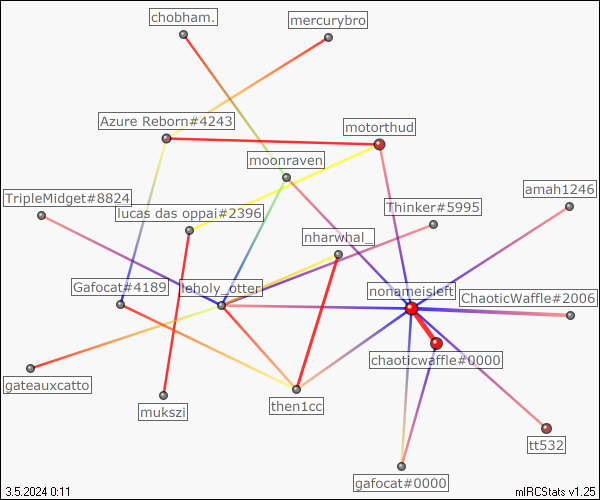 chobham.
mercurybro
Azure Reborn#4243
motorthud
moonraven
TripleMidget#8824
amah1246
lucas das oppai#2396
Thinker#5995
nharwhal_
Gafocat#4189
leholy_otter
nonameisleft
ChaoticWaffle#2006
chaoticwaffle#0000
gateauxcatto
mukszi
then1cc
tt532
gafocat#0000
3.5.2024 0:11
mIRCStats v1.25